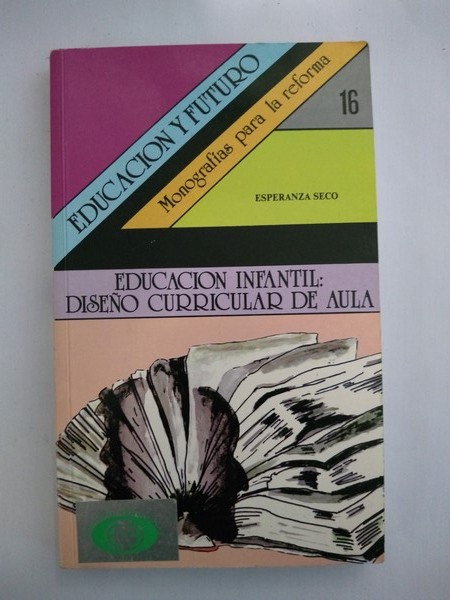 EDUCACION Y FUTURO
Monografías para la reforma
16
ESPERANZA SECO
EDUCACION INFANTIL:
DISEÑO CURRICULAR DE AULA